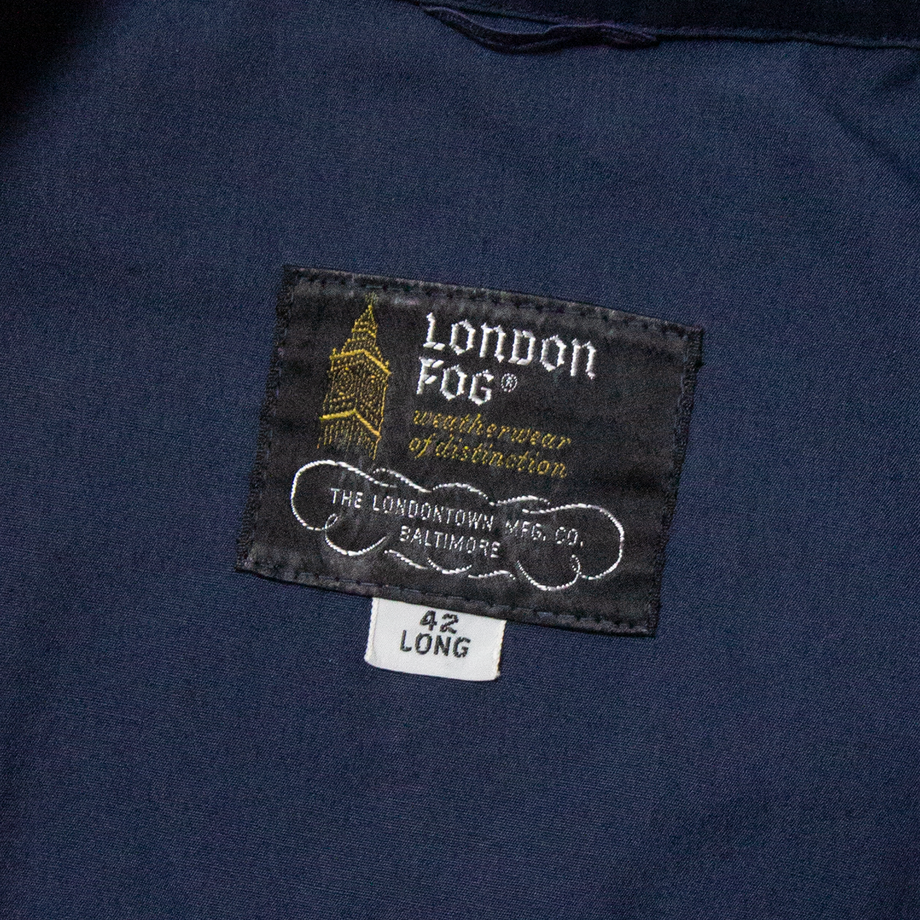 LONDON
FOG®
weatherwear
of distinction
THE LONDONTOWN MFG. CO.
BALTIMORE
42
LONG